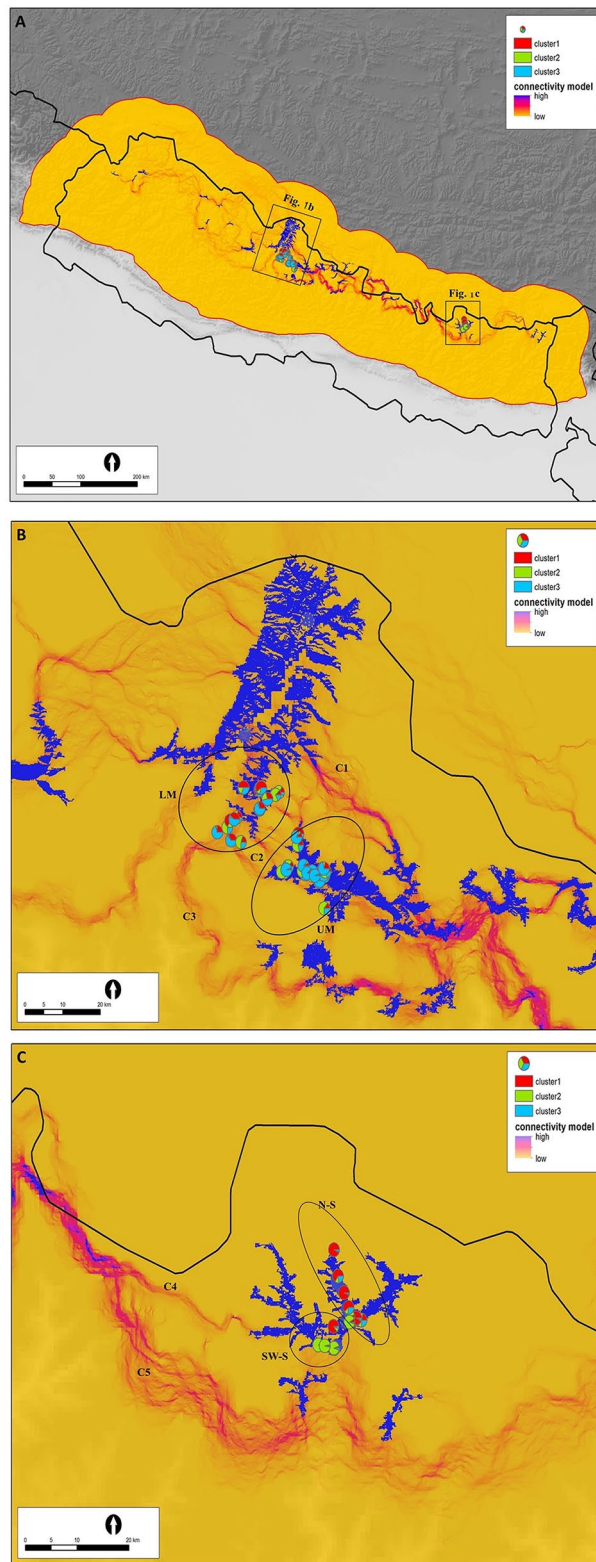 A
cluster1
cluster2
cluster3
connectivity model
high
low
Fig. 1b
Fig. 1c
0 50 100 200 km
B
cluster1
cluster2
cluster3
connectivity model
high
low
C1
LM
C2
C3
UM
0 5 10 20 km
C
cluster1
cluster2
cluster3
connectivity model
high
low
N-S
C4
SW-S
C5
0 5 10 20 km